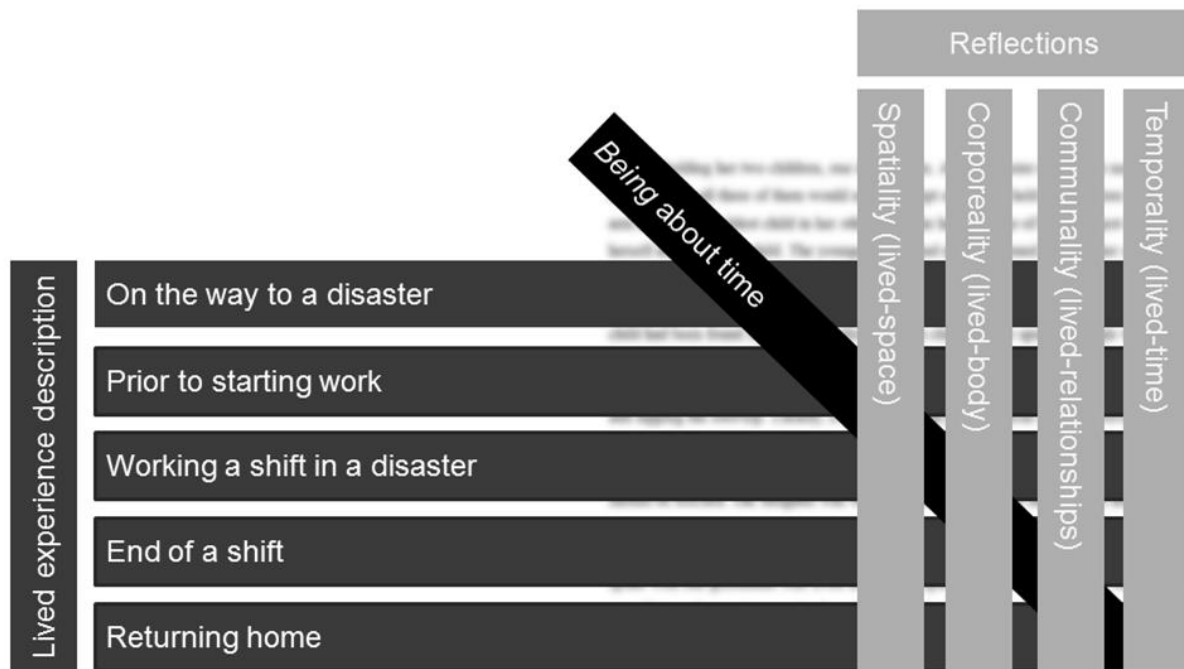 Reflections
Spatiality (lived-space)
Corporeality (lived-body)
Communality (lived-relationships)
Temporality (lived-time)
Being about time
Lived experience description
On the way to a disaster
Prior to starting work
Working a shift in a disaster
End of a shift
Returning home